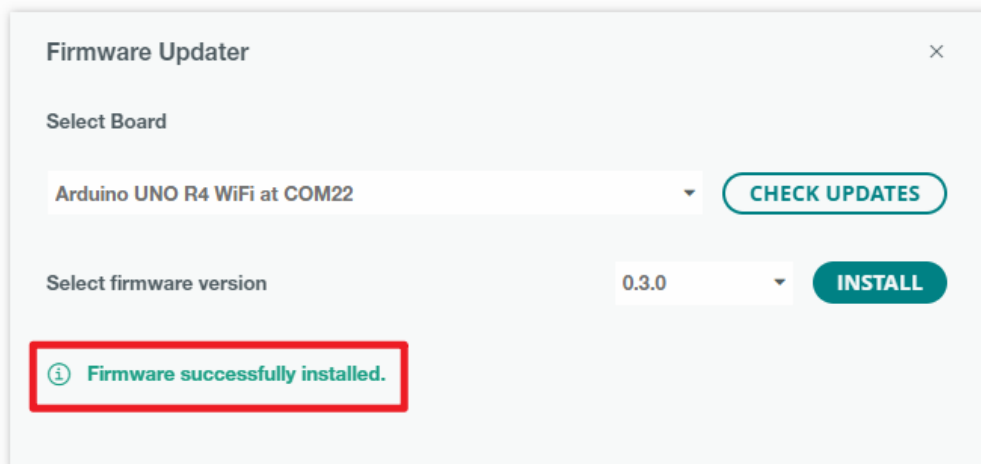 Firmware Updater
Select Board
Arduino UNO R4 WiFi at COM22
CHECK UPDATES
Select firmware version
0.3.0
INSTALL
Firmware successfully installed.